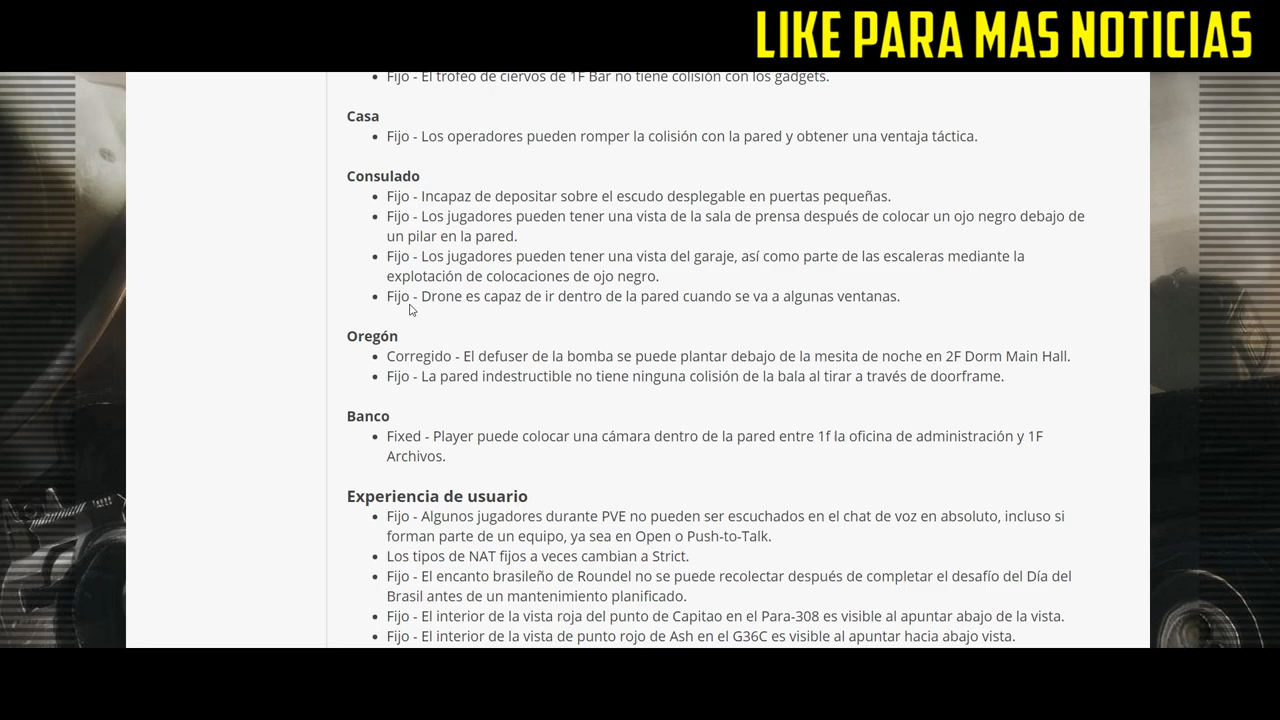 LIKE PARA MAS NOTICIAS
Fijo - El trofeo de ciervos de 1F Bar no tiene colisión con los gadgets.
Casa
Fijo - Los operadores pueden romper la colisión con la pared y obtener una ventaja táctica.
Consulado
Fijo - Incapaz de depositar sobre el escudo desplegable en puertas pequeñas.
Fijo - Los jugadores pueden tener una vista de la sala de prensa después de colocar un ojo negro debajo de
un pilar en la pared.
Fijo - Los jugadores pueden tener una vista del garaje, así como parte de las escaleras mediante la
explotación de colocaciones de ojo negro.
Fijo - Drone es capaz de ir dentro de la pared cuando se va a algunas ventanas.
Oregón
Corregido - El defuser de la bomba se puede plantar debajo de la mesita de noche en 2F Dorm Main Hall.
Fijo - La pared indestructible no tiene ninguna colisión de la bala al tirar a través de doorframe.
Banco
Fixed - Player puede colocar una cámara dentro de la pared entre 1f la oficina de administración y 1F
Archivos.
Experiencia de usuario
Fijo - Algunos jugadores durante PVE no pueden ser escuchados en el chat de voz en absoluto, incluso si
forman parte de un equipo, ya sea en Open o Push-to-Talk.
Los tipos de NAT fijos a veces cambian a Strict.
Fijo - El encanto brasileño de Roundel no se puede recolectar después de completar el desafío del Día del
Brasil antes de un mantenimiento planificado.
Fijo - El interior de la vista roja del punto de Capitao en el Para-308 es visible al apuntar abajo de la vista.
Fijo - El interior de la vista de punto rojo de Ash en el G36C es visible al apuntar hacia abajo vista.